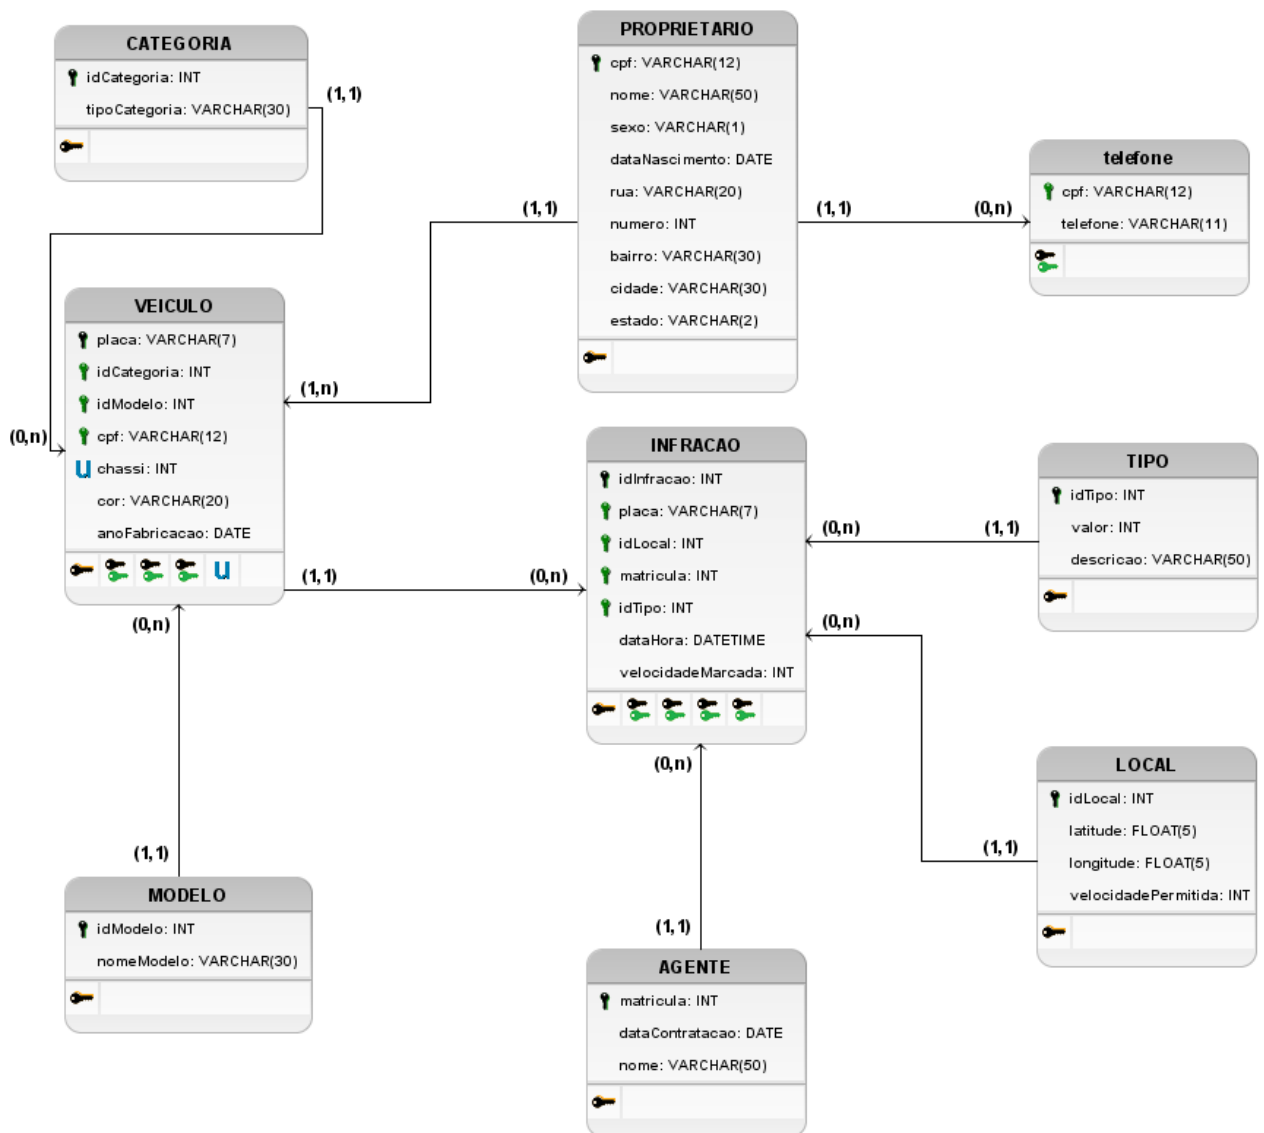 CATEGORIA
idCategoria: INT
tipoCategoria: VARCHAR(30)
(1,1)
PROPRIETARIO
cpf: VARCHAR(12)
nome: VARCHAR(50)
sexo: VARCHAR(1)
dataNascimento: DATE
rua: VARCHAR(20)
numero: INT
bairro: VARCHAR(30)
cidade: VARCHAR(30)
estado: VARCHAR(2)
(1,1)
(1,1)
(0,n)
telefone
cpf: VARCHAR(12)
telefone: VARCHAR(11)
VEICULO
placa: VARCHAR(7)
idCategoria: INT
idModelo: INT
cpf: VARCHAR(12)
u chassi: INT
cor: VARCHAR(20)
anoFabricacao: DATE
u
(1,n)
(0,n)
(1,1)
(0,n)
(0,n)
INFRACAO
idInfracao: INT
placa: VARCHAR(7)
idLocal: INT
matricula: INT
idTipo: INT
dataHora: DATETIME
velocidadeMarcada: INT
(0,n)
(1,1)
(0,n)
(0,n)
TIPO
idTipo: INT
valor: INT
descricao: VARCHAR(50)
LOCAL
idLocal: INT
latitude: FLOAT(5)
longitude: FLOAT(5)
velocidadePermitida: INT
(1,1)
(1,1)
MODELO
idModelo: INT
nomeModelo: VARCHAR(30)
(1,1)
AGENTE
matricula: INT
dataContratacao: DATE
nome: VARCHAR(50)